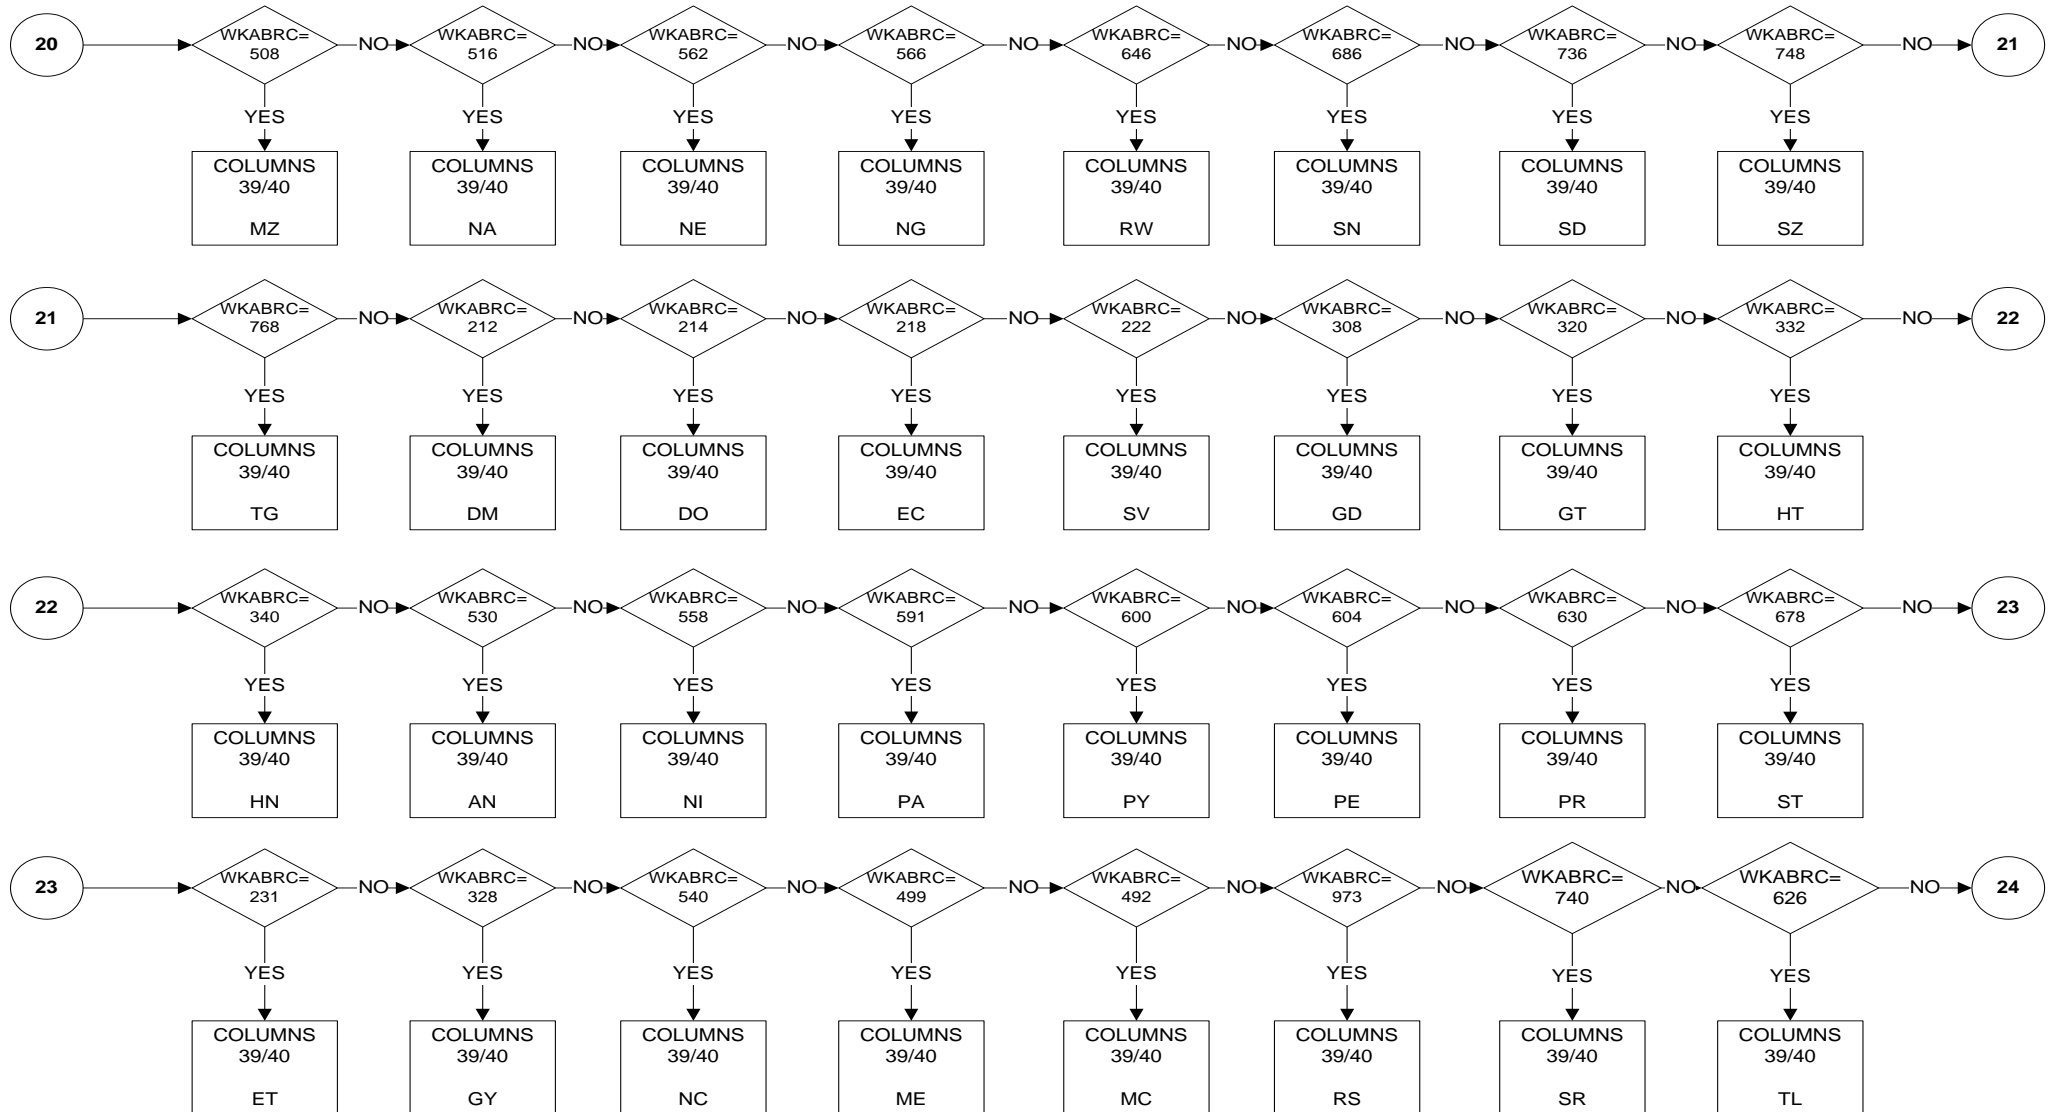 20 WKABRC= NO WKABRC= NO WKABRC= NO WKABRC= NO WKABRC= NO WKABRC= NO WKABRC= NO WKABRC= NO 21
508 516 562 566 646 686 736 748
YES YES YES YES YES YES YES YES
COLUMNS COLUMNS COLUMNS COLUMNS COLUMNS COLUMNS COLUMNS COLUMNS
39/40 39/40 39/40 39/40 39/40 39/40 39/40 39/40
MZ NA NE NG RW SN SD SZ
21 WKABRC= NO WKABRC= NO WKABRC= NO WKABRC= NO WKABRC= NO WKABRC= NO WKABRC= NO WKABRC= NO 22
768 212 214 218 222 308 320 332
YES YES YES YES YES YES YES YES
COLUMNS COLUMNS COLUMNS COLUMNS COLUMNS COLUMNS COLUMNS COLUMNS
39/40 39/40 39/40 39/40 39/40 39/40 39/40 39/40
TG DM DO EC SV GD GT HT
22 WKABRC= NO WKABRC= NO WKABRC= NO WKABRC= NO WKABRC= NO WKABRC= NO WKABRC= NO WKABRC= NO 23
340 530 558 591 600 604 630 678
YES YES YES YES YES YES YES YES
COLUMNS COLUMNS COLUMNS COLUMNS COLUMNS COLUMNS COLUMNS COLUMNS
39/40 39/40 39/40 39/40 39/40 39/40 39/40 39/40
HN AN NI PA PY PE PR ST
23 WKABRC= NO WKABRC= NO WKABRC= NO WKABRC= NO WKABRC= NO WKABRC= NO WKABRC= NO WKABRC= NO 24
231 328 540 499 492 973 740 626
YES YES YES YES YES YES YES YES
COLUMNS COLUMNS COLUMNS COLUMNS COLUMNS COLUMNS COLUMNS COLUMNS
39/40 39/40 39/40 39/40 39/40 39/40 39/40 39/40
ET GY NC ME MC RS SR TL